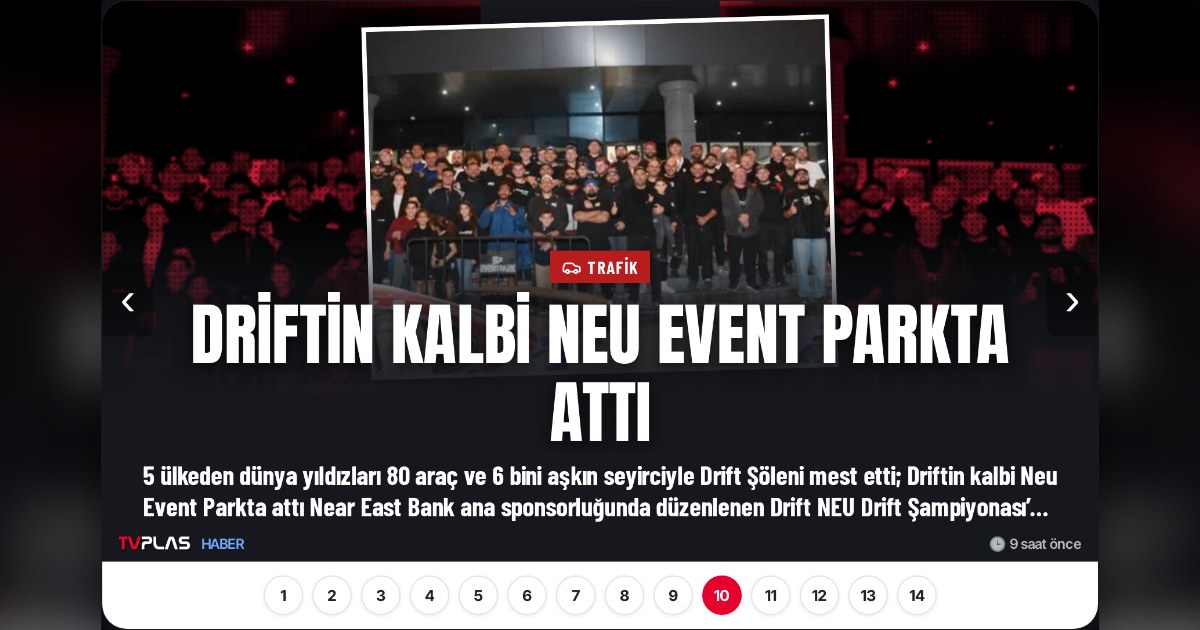 EVENTPARK
TRAFİK
DRİFTİN KALBİ NEU EVENT PARKTA
ATTI
5 ülkeden dünya yıldızları 80 araç ve 6 bini aşkın seyirciyle Drift Şöleni mest etti; Driftin kalbi Neu
Event Parkta attı Near East Bank ana sponsorluğunda düzenlenen Drift NEU Drift Şampiyonası’...
TVPLAS HABER
9 saat önce
1 2 3 4 5 6 7 8 9 10 11 12 13 14